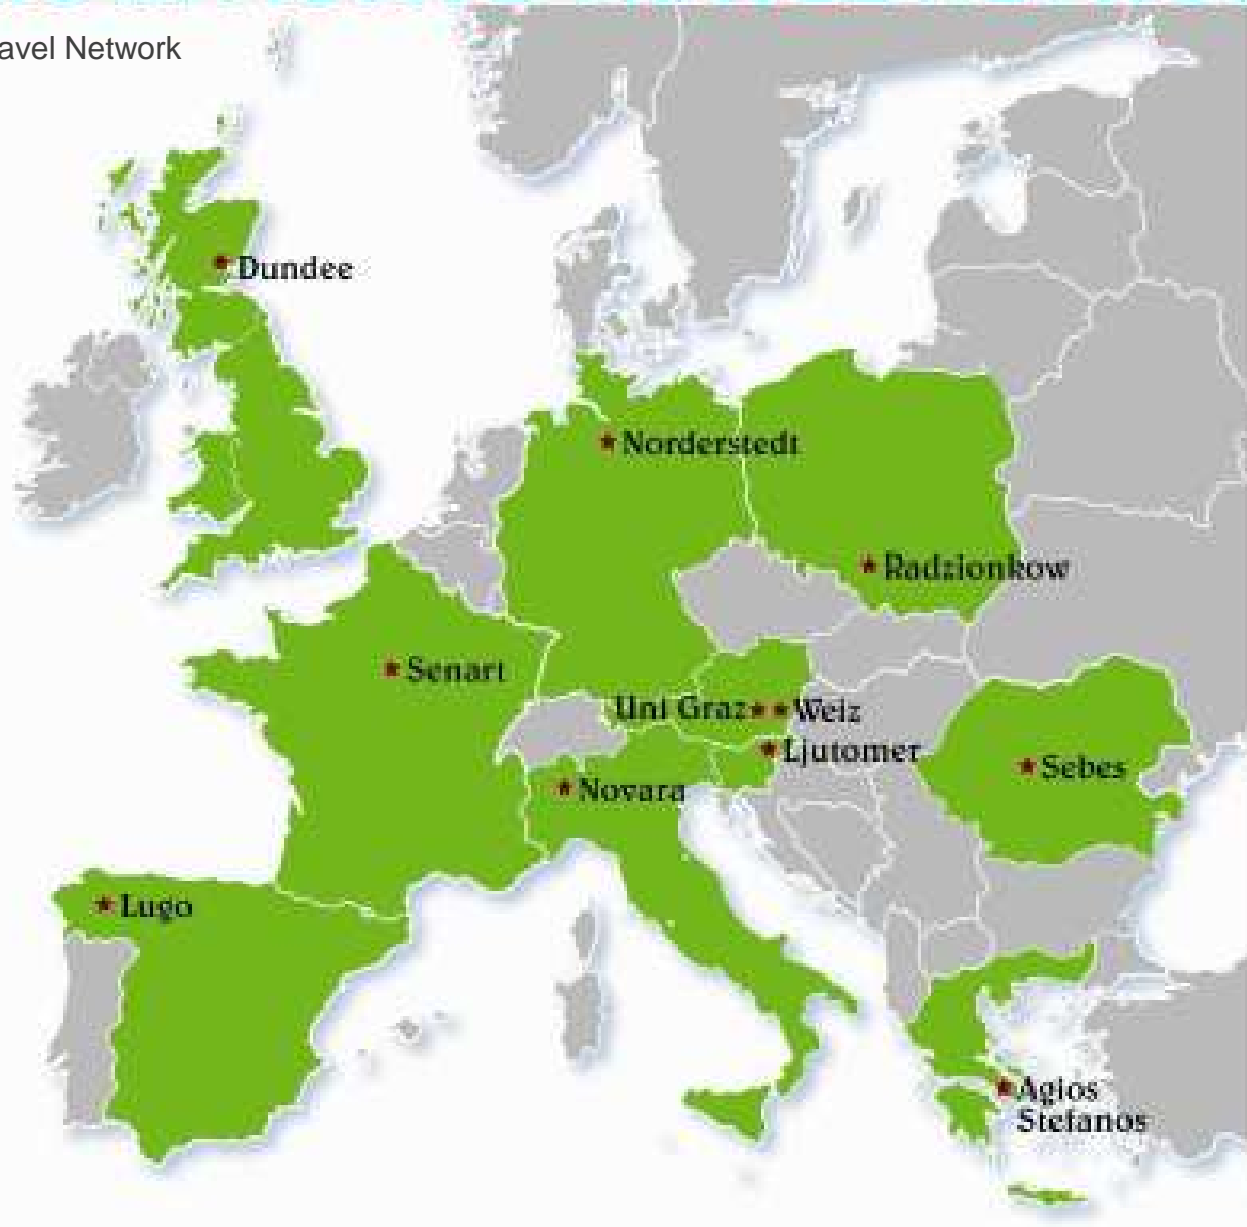 avel Network
Dundee
Norderstedt
Radzionkow
Senart
Uni Graz Weiz
Ljutomer
Sebes
Novara
Lugo
Agios
Stefanos